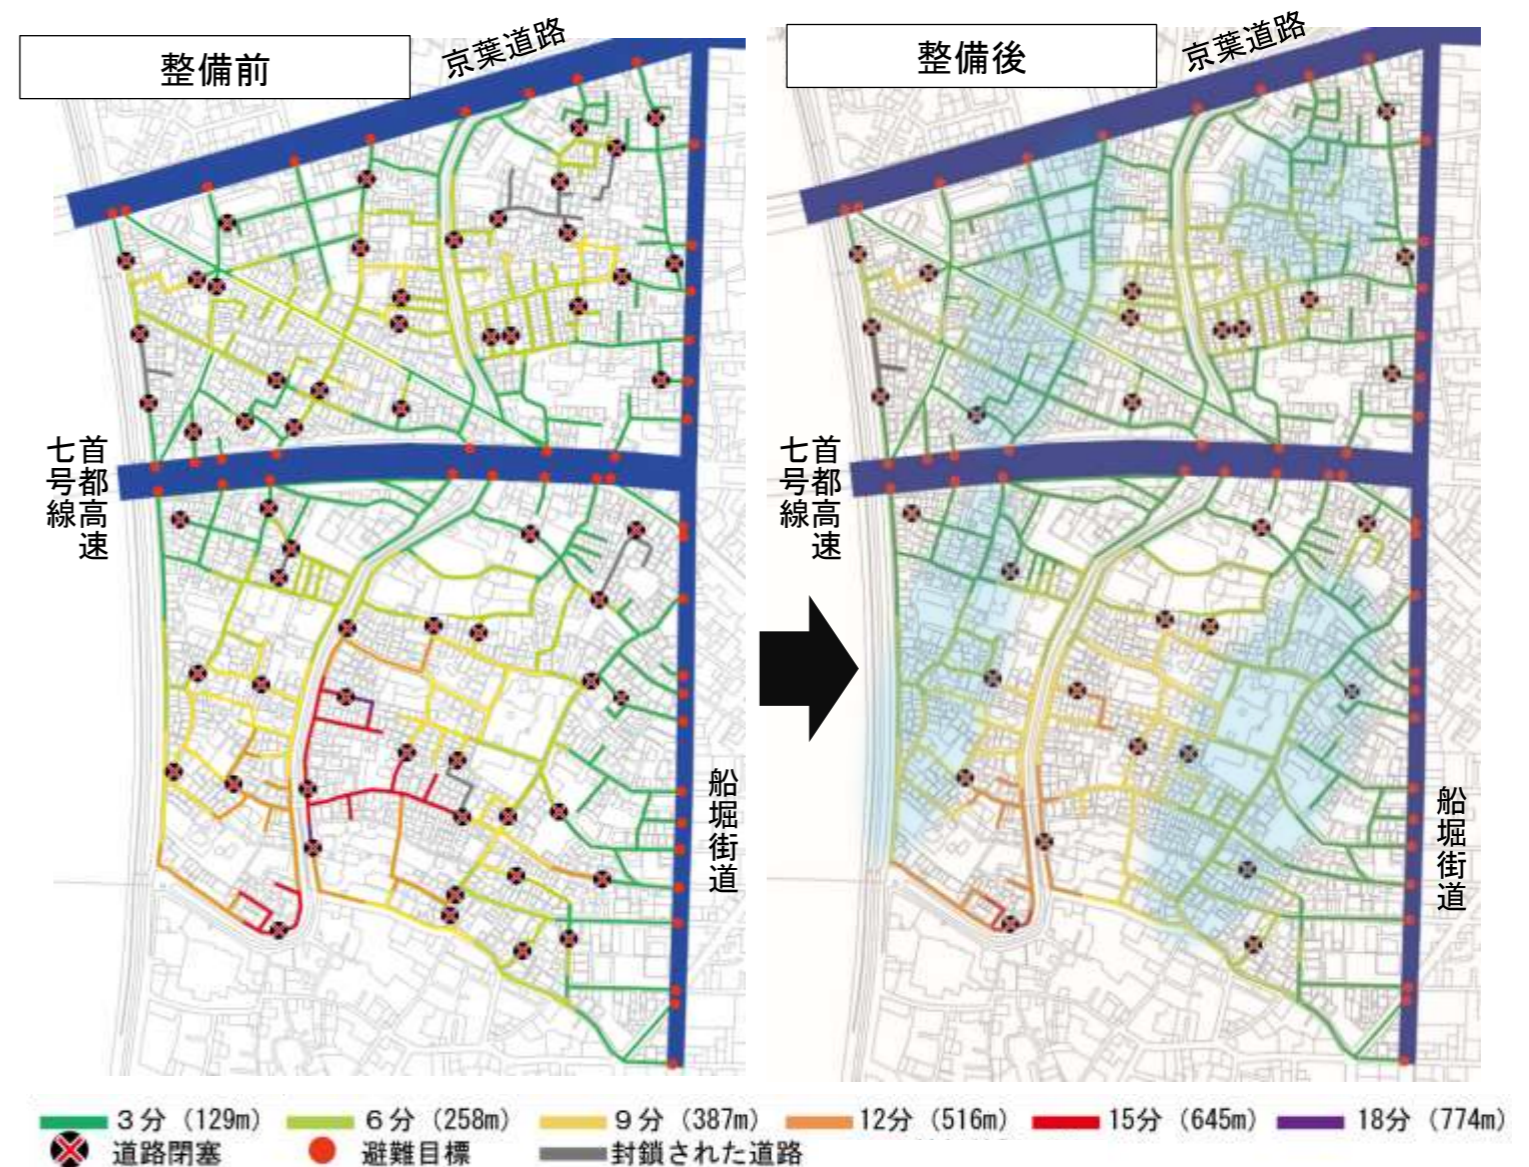 整備前
京葉道路
整備後
京葉道路
首都高速
七号線
首都高速
七号線
船堀街道
船堀街道
3分 (129m) 6分 (258m) 9分 (387m) 12分 (516m) 15分 (645m) 18分 (774m)
道路閉塞 避難目標 封鎖された道路